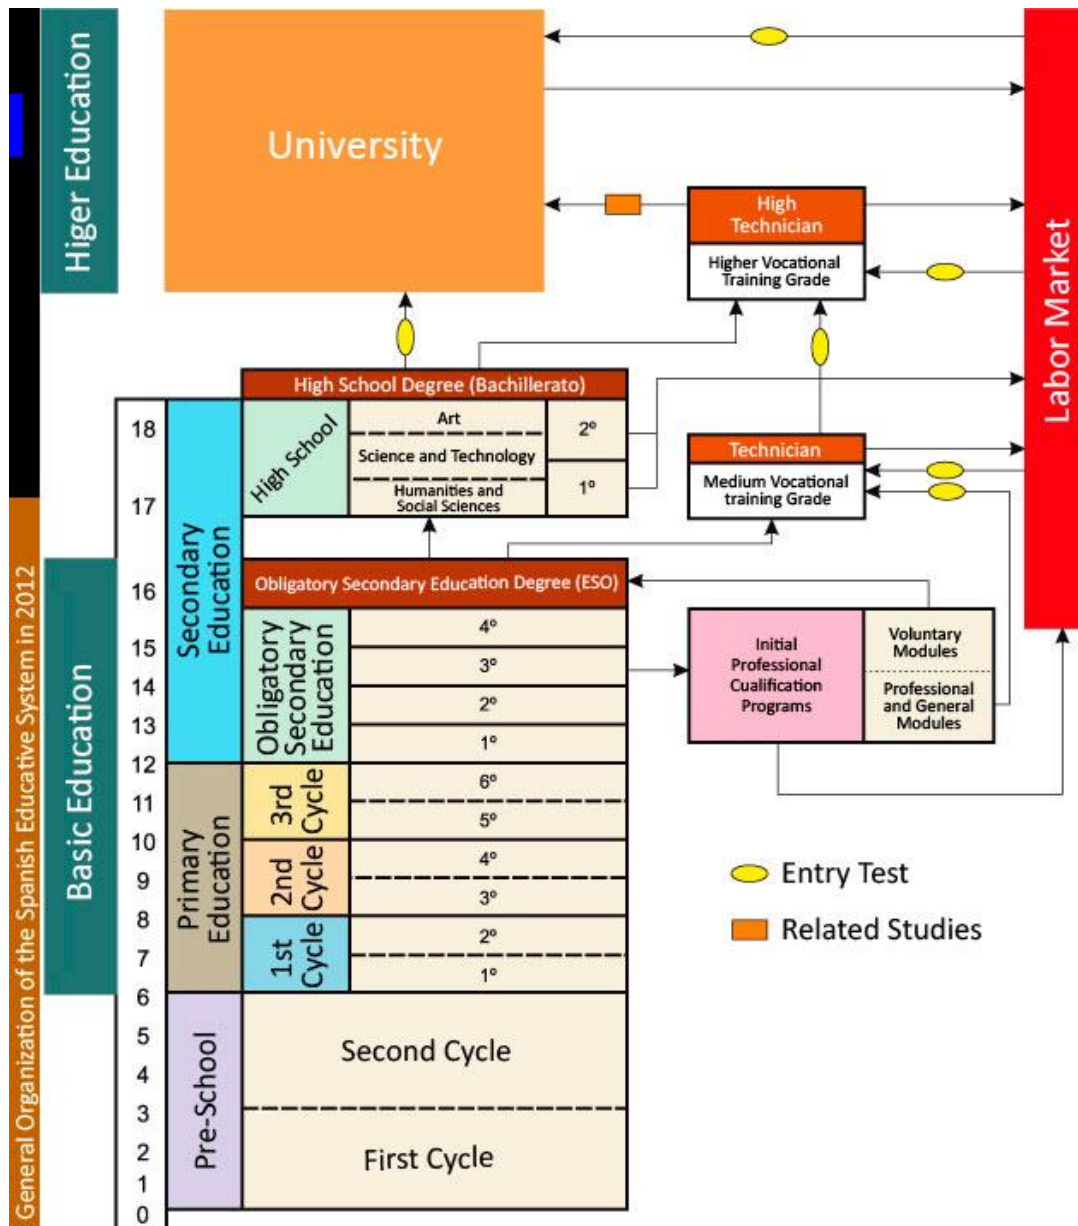 General Organization of the Spanish Educative System in 2012
Higer Education
Basic Education
University
High
Technician
Higher Vocational
Training Grade
Labor Market
High School Degree (Bachillerato)
18
17
16
15
14
13
12
11
10
9
8
7
6
5
4
3
2
1
0
Secondary
Education
High School
Art
Science and Technology
Humanities and
Social Sciences
2º
1º
Technician
Medium Vocational
training Grade
Obligatory Secondary Education Degree (ESO)
Obligatory
Secondary
Education
4º
3º
2º
1º
Initial
Professional
Cualification
Programs
Voluntary
Modules
Professional
and General
Modules
Primary
Education
3rd
Cycle
6º
5º
2nd
Cycle
4º
3º
1st
Cycle
2º
1º
Entry Test
Related Studies
Pre-School
Second Cycle
First Cycle